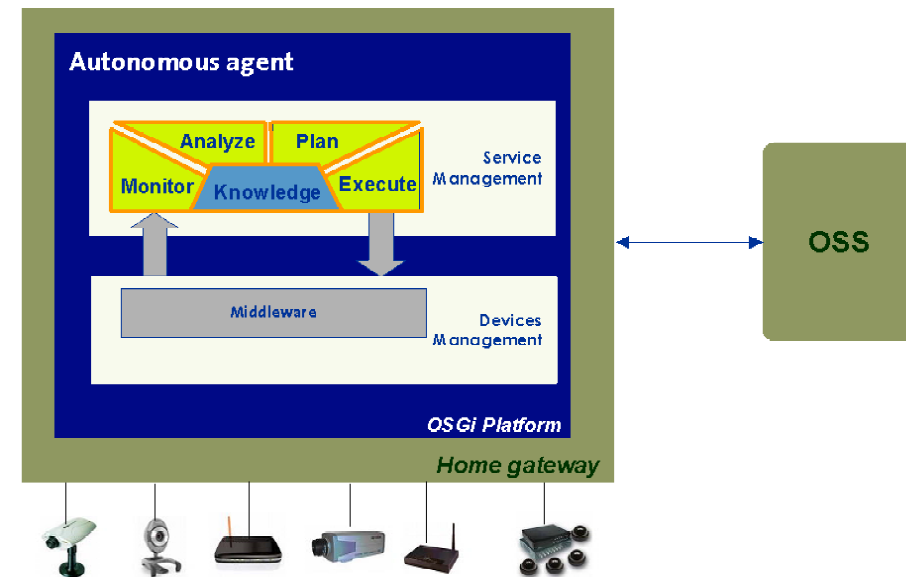 Autonomous agent
Analyze
Plan
Monitor
Knowledge
Execute
Service
Management
Middleware
Devices
Management
OSGi Platform
Home gateway
OSS